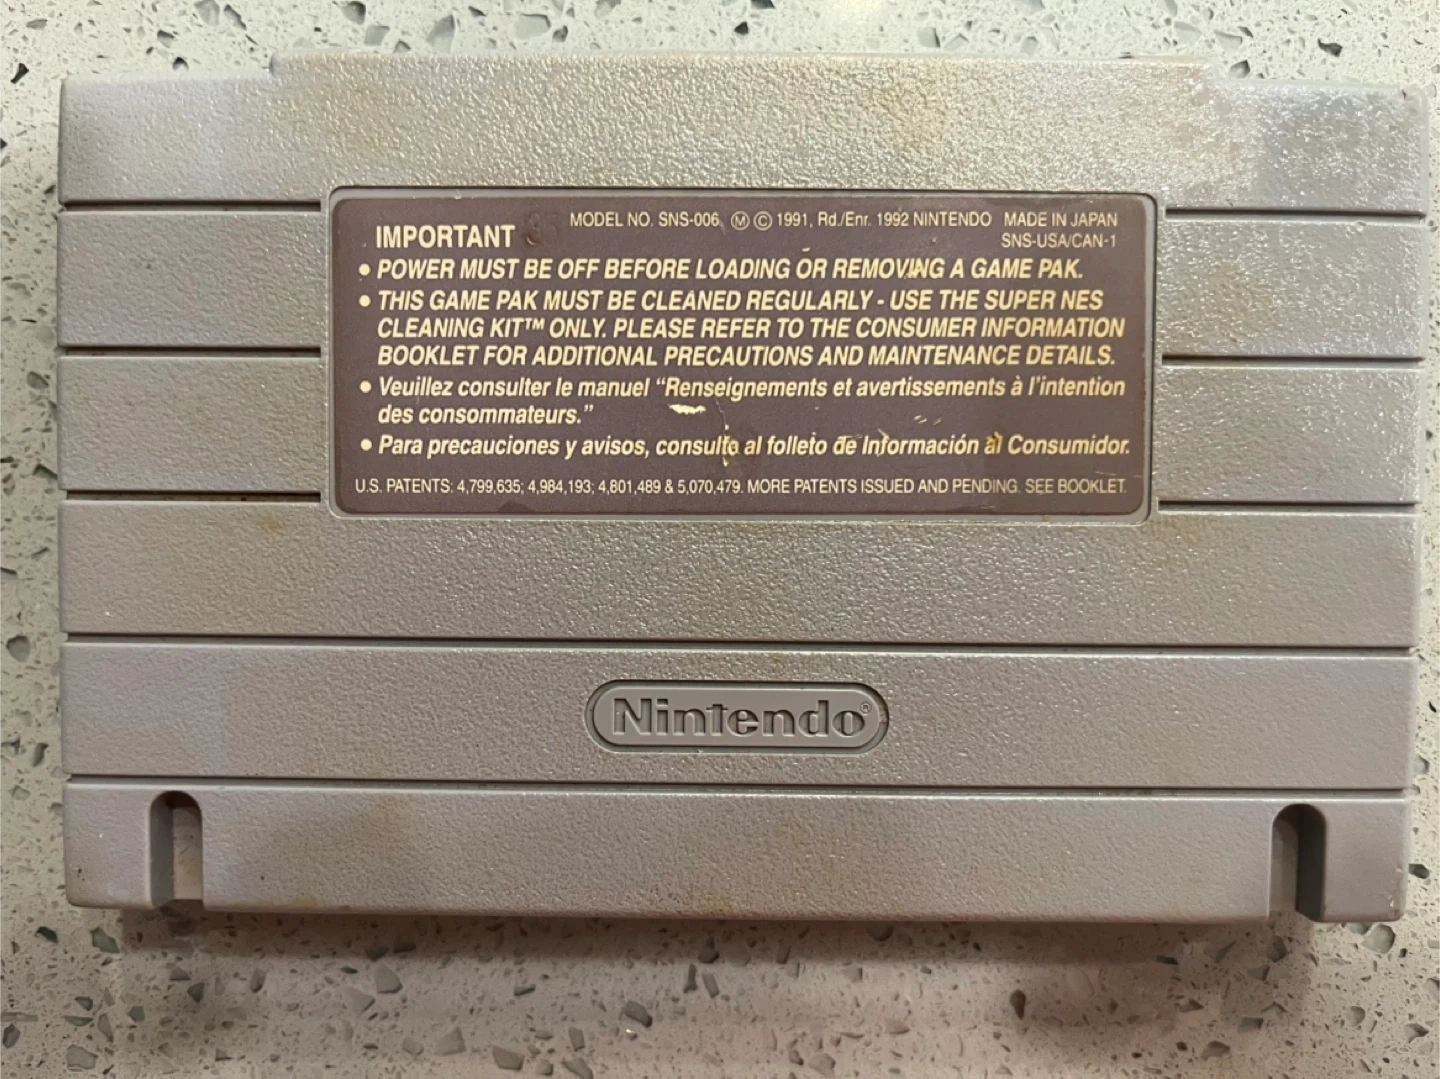 IMPORTANT MODEL NO. SNS-006, Ⓜ © 1991, Rd./Enr. 1992 NINTENDO MADE IN JAPAN
SNS-USA/CAN-1
• POWER MUST BE OFF BEFORE LOADING OR REMOVING A GAME PAK.
• THIS GAME PAK MUST BE CLEANED REGULARLY - USE THE SUPER NES
CLEANING KIT™ ONLY. PLEASE REFER TO THE CONSUMER INFORMATION
BOOKLET FOR ADDITIONAL PRECAUTIONS AND MAINTENANCE DETAILS.
• Veuillez consulter le manuel “Renseignements et avertissements à l'intention
des consommateurs.”
• Para precauciones y avisos, consulte al folleto de Información al Consumidor.
U.S. PATENTS: 4,799,635; 4,984,193; 4,801,489 & 5,070,479. MORE PATENTS ISSUED AND PENDING. SEE BOOKLET.
Nintendo®